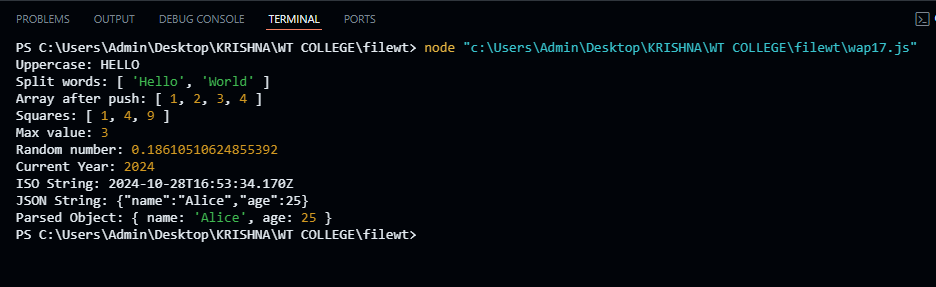 PROBLEMS OUTPUT DEBUG CONSOLE TERMINAL PORTS
PS C:\Users\Admin\Desktop\KRISHNA\WT COLLEGE\filewt> node "c:\Users\Admin\Desktop\KRISHNA\WT COLLEGE\filewt\wap17.js"
Uppercase: HELLO
Split words: [ 'Hello', 'World' ]
Array after push: [ 1, 2, 3, 4 ]
Squares: [ 1, 4, 9 ]
Max value: 3
Random number: 0.18610510624855392
Current Year: 2024
ISO String: 2024-10-28T16:53:34.170Z
JSON String: {"name":"Alice","age":25}
Parsed Object: { name: 'Alice', age: 25 }
PS C:\Users\Admin\Desktop\KRISHNA\WT COLLEGE\filewt>